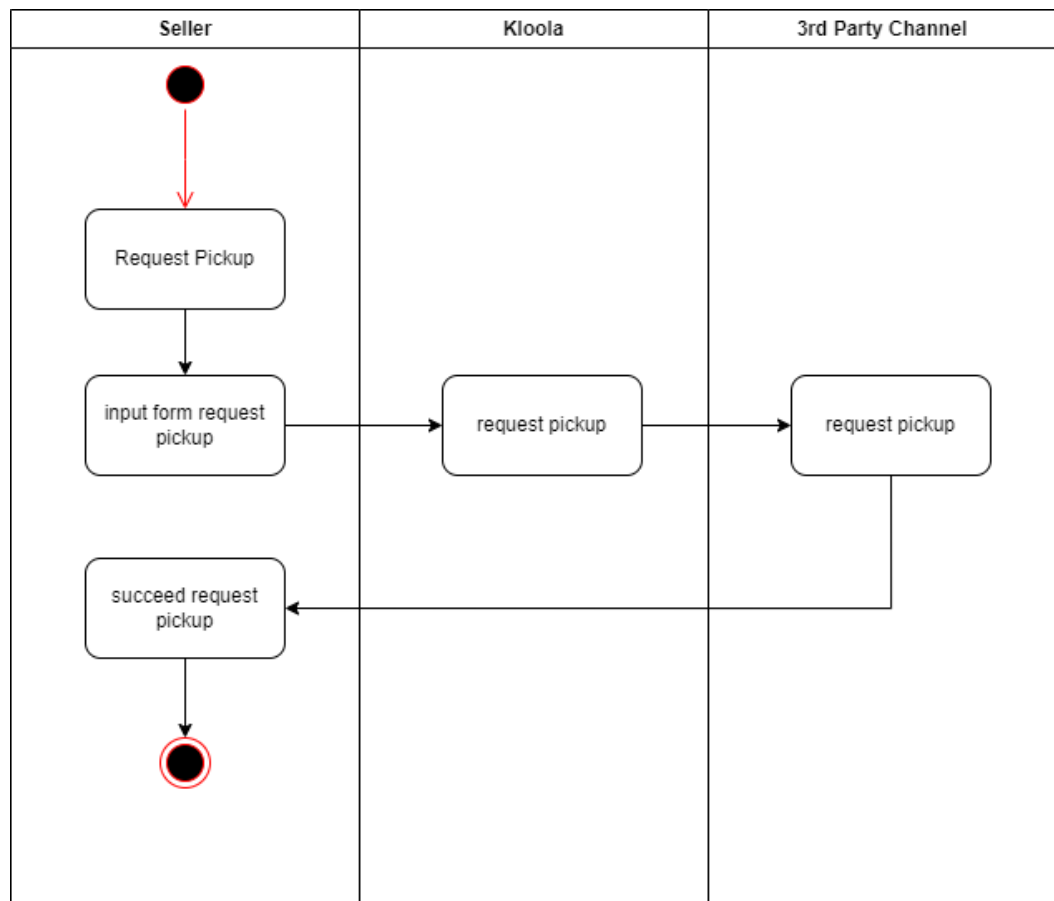 Seller
Kloola
3rd Party Channel
Request Pickup
input form request
pickup
request pickup
request pickup
succeed request
pickup